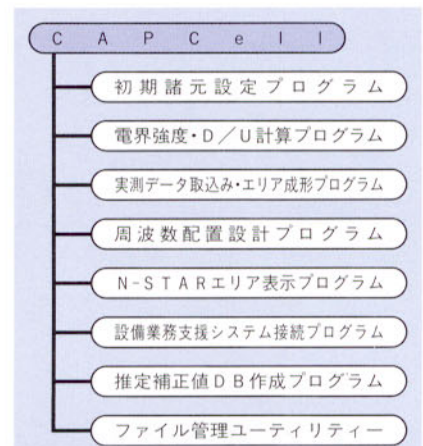 CAPCell
初期諸元設定プログラム
電界強度・D／U計算プログラム
実測データ取込み・エリア成形プログラム
周波数配置設計プログラム
N-STARエリア表示プログラム
設備業務支援システム接続プログラム
推定補正値DB作成プログラム
ファイル管理ユーティリティー